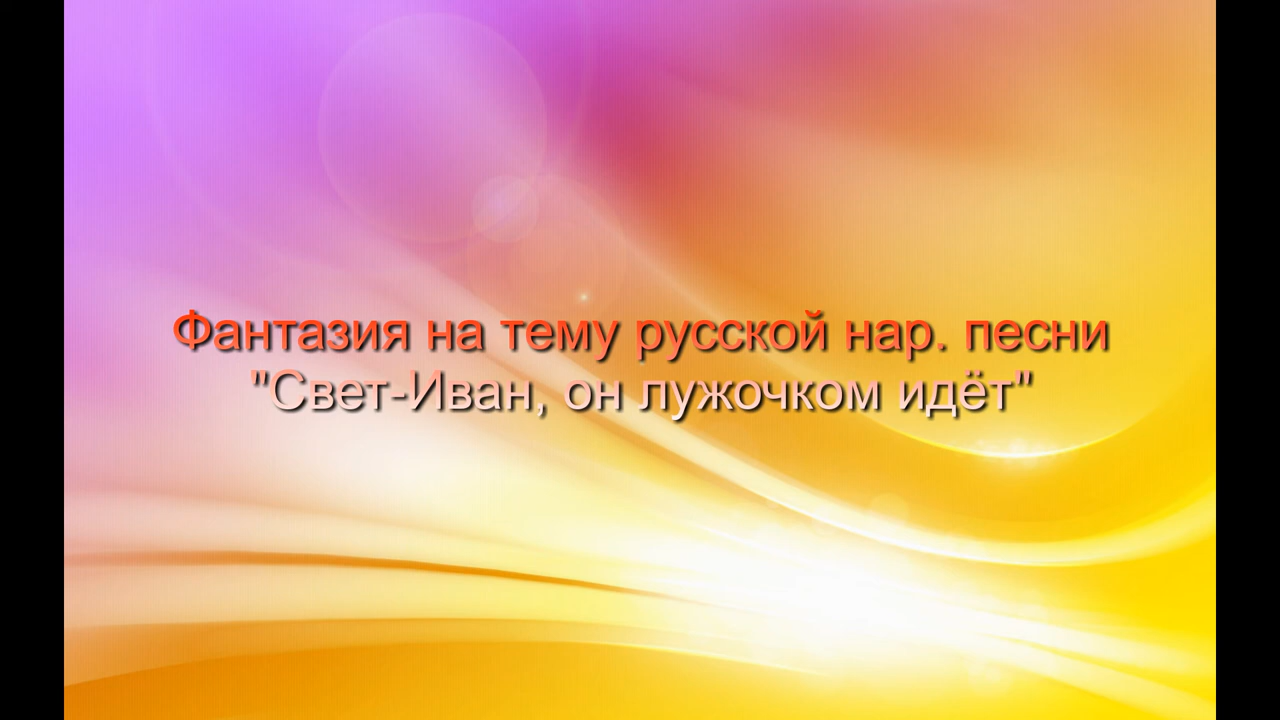 Фантазия на тему русской нар. песни
"Свет-Иван, он лужочком идёт"